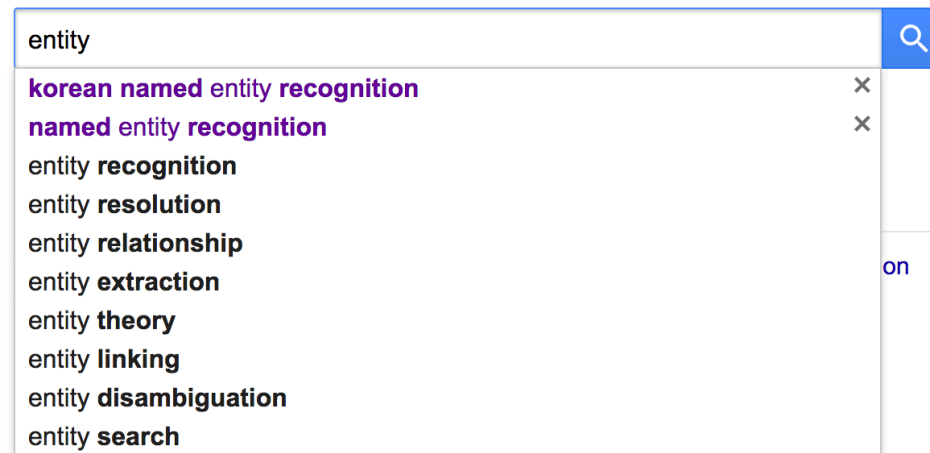 entity
korean named entity recognition
named entity recognition
entity recognition
entity resolution
entity relationship
entity extraction
on
entity theory
entity linking
entity disambiguation
entity search